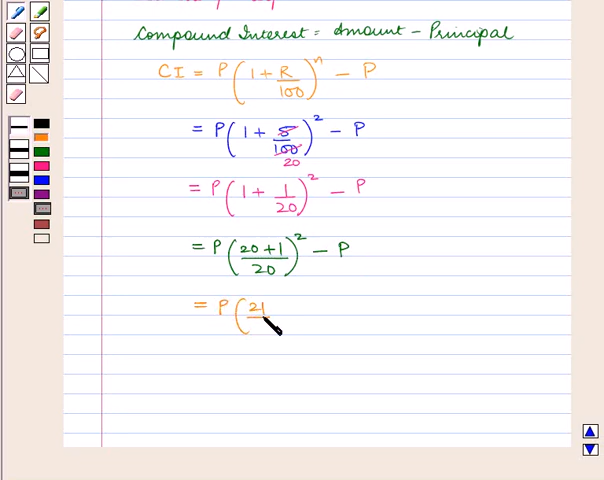 Compound Interest = Amount - Principal
CI = P(1 + R/100)^n - P
= P(1 + 5/100 20)^2 - P
= P(1 + 1/20)^2 - P
= P(20+1/20)^2 - P
= P(21